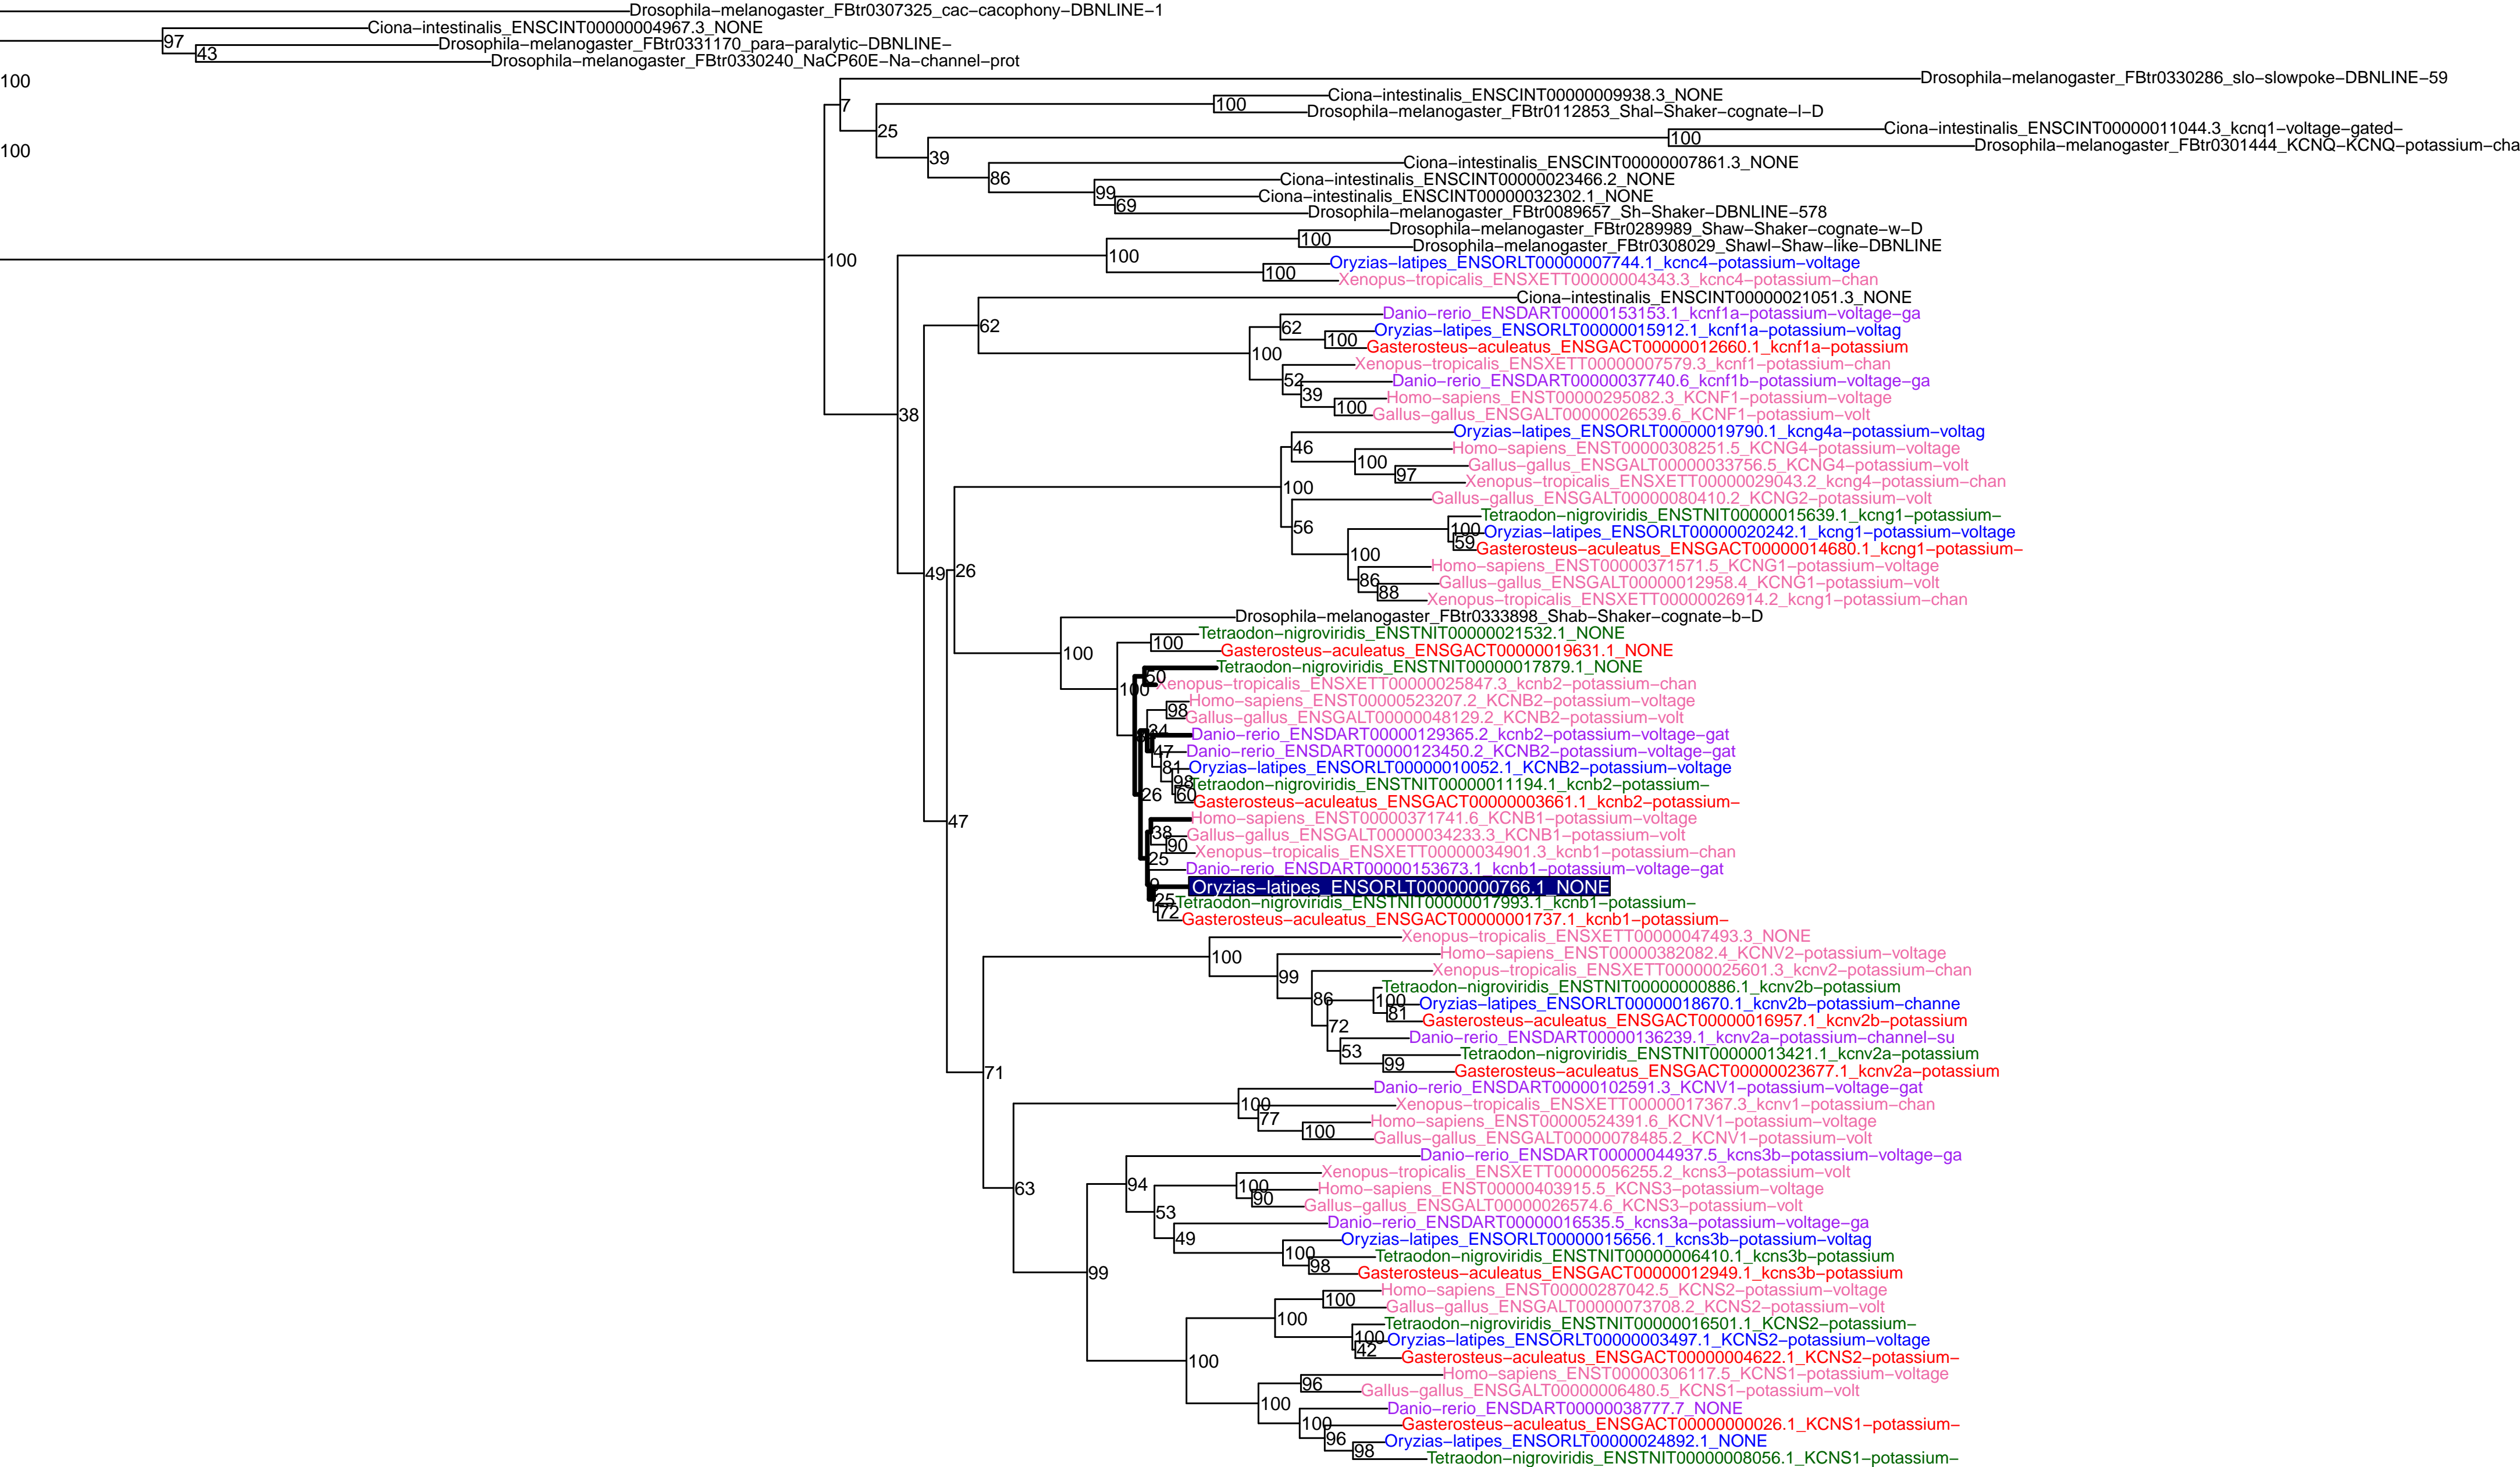 Drosophila−melanogaster_FBtr0307325_cac−cacophony−DBNLINE−1
Ciona−intestinalis_ENSCINT00000004967.3_NONE
97
Drosophila−melanogaster_FBtr0331170_para−paralytic−DBNLINE−
43
Drosophila−melanogaster_FBtr0330240_NaCP60E−Na−channel−prot
100
Drosophila−melanogaster_FBtr0330286_slo−slowpoke−DBNLINE−59
7
Ciona−intestinalis_ENSCINT00000009938.3_NONE
100
Drosophila−melanogaster_FBtr0112853_Shal−Shaker−cognate−l−D
25
Ciona−intestinalis_ENSCINT00000011044.3_kcnq1−voltage−gated−
100
Drosophila−melanogaster_FBtr0301444_KCNQ−KCNQ−potassium−cha
100
39
Ciona−intestinalis_ENSCINT00000007861.3_NONE
86
Ciona−intestinalis_ENSCINT00000023466.2_NONE
99
Ciona−intestinalis_ENSCINT00000032302.1_NONE
69
Drosophila−melanogaster_FBtr0089657_Sh−Shaker−DBNLINE−578
Drosophila−melanogaster_FBtr0289989_Shaw−Shaker−cognate−w−D
100
Drosophila−melanogaster_FBtr0308029_Shawl−Shaw−like−DBNLINE
100
100
Oryzias−latipes_ENSORLT00000007744.1_kcnc4−potassium−voltage
100
Xenopus−tropicalis_ENSXETT00000004343.3_kcnc4−potassium−chan
Ciona−intestinalis_ENSCINT00000021051.3_NONE
62
Danio−rerio_ENSDART00000153153.1_kcnf1a−potassium−voltage−ga
62
Oryzias−latipes_ENSORLT00000015912.1_kcnf1a−potassium−voltag
100
Gasterosteus−aculeatus_ENSGACT00000012660.1_kcnf1a−potassium
100
Xenopus−tropicalis_ENSXETT00000007579.3_kcnf1−potassium−chan
52
Danio−rerio_ENSDART00000037740.6_kcnf1b−potassium−voltage−ga
39
Homo−sapiens_ENST00000295082.3_KCNF1−potassium−voltage
100
Gallus−gallus_ENSGALT00000026539.6_KCNF1−potassium−volt
38
Oryzias−latipes_ENSORLT00000019790.1_kcng4a−potassium−voltag
46
Homo−sapiens_ENST00000308251.5_KCNG4−potassium−voltage
100
Gallus−gallus_ENSGALT00000033756.5_KCNG4−potassium−volt
97
Xenopus−tropicalis_ENSXETT00000029043.2_kcng4−potassium−chan
100
Gallus−gallus_ENSGALT00000080410.2_KCNG2−potassium−volt
Tetraodon−nigroviridis_ENSTNIT00000015639.1_kcng1−potassium−
56
100
Oryzias−latipes_ENSORLT00000020242.1_kcng1−potassium−voltage
59
Gasterosteus−aculeatus_ENSGACT00000014680.1_kcng1−potassium−
100
Homo−sapiens_ENST00000371571.5_KCNG1−potassium−voltage
49
26
86
Gallus−gallus_ENSGALT00000012958.4_KCNG1−potassium−volt
88
Xenopus−tropicalis_ENSXETT00000026914.2_kcng1−potassium−chan
Drosophila−melanogaster_FBtr0333898_Shab−Shaker−cognate−b−D
Tetraodon−nigroviridis_ENSTNIT00000021532.1_NONE
100
100
Gasterosteus−aculeatus_ENSGACT00000019631.1_NONE
Tetraodon−nigroviridis_ENSTNIT00000017879.1_NONE
50
100
Xenopus−tropicalis_ENSXETT00000025847.3_kcnb2−potassium−chan
Homo−sapiens_ENST00000523207.2_KCNB2−potassium−voltage
98
Gallus−gallus_ENSGALT00000048129.2_KCNB2−potassium−volt
34
Danio−rerio_ENSDART00000129365.2_kcnb2−potassium−voltage−gat
47
Danio−rerio_ENSDART00000123450.2_KCNB2−potassium−voltage−gat
81
Oryzias−latipes_ENSORLT00000010052.1_KCNB2−potassium−voltage
98
Tetraodon−nigroviridis_ENSTNIT00000011194.1_kcnb2−potassium−
26
60
Gasterosteus−aculeatus_ENSGACT00000003661.1_kcnb2−potassium−
47
Homo−sapiens_ENST00000371741.6_KCNB1−potassium−voltage
38
Gallus−gallus_ENSGALT00000034233.3_KCNB1−potassium−volt
90
Xenopus−tropicalis_ENSXETT00000034901.3_kcnb1−potassium−chan
25
Danio−rerio_ENSDART00000153673.1_kcnb1−potassium−voltage−gat
Oryzias−latipes_ENSORLT00000000766.1_NONE
25
Tetraodon−nigroviridis_ENSTNIT00000017993.1_kcnb1−potassium−
72
Gasterosteus−aculeatus_ENSGACT00000001737.1_kcnb1−potassium−
Xenopus−tropicalis_ENSXETT00000047493.3_NONE
100
Homo−sapiens_ENST00000382082.4_KCNV2−potassium−voltage
99
Xenopus−tropicalis_ENSXETT00000025601.3_kcnv2−potassium−chan
Tetraodon−nigroviridis_ENSTNIT00000000886.1_kcnv2b−potassium
86
100
Oryzias−latipes_ENSORLT00000018670.1_kcnv2b−potassium−channe
81
Gasterosteus−aculeatus_ENSGACT00000016957.1_kcnv2b−potassium
72
Danio−rerio_ENSDART00000136239.1_kcnv2a−potassium−channel−su
53
Tetraodon−nigroviridis_ENSTNIT00000013421.1_kcnv2a−potassium
99
Gasterosteus−aculeatus_ENSGACT00000023677.1_kcnv2a−potassium
71
Danio−rerio_ENSDART00000102591.3_KCNV1−potassium−voltage−gat
100
Xenopus−tropicalis_ENSXETT00000017367.3_kcnv1−potassium−chan
77
Homo−sapiens_ENST00000524391.6_KCNV1−potassium−voltage
100
Gallus−gallus_ENSGALT00000078485.2_KCNV1−potassium−volt
Danio−rerio_ENSDART00000044937.5_kcns3b−potassium−voltage−ga
Xenopus−tropicalis_ENSXETT00000056255.2_kcns3−potassium−volt
63
94
100
Homo−sapiens_ENST00000403915.5_KCNS3−potassium−voltage
90
Gallus−gallus_ENSGALT00000026574.6_KCNS3−potassium−volt
53
Danio−rerio_ENSDART00000016535.5_kcns3a−potassium−voltage−ga
49
Oryzias−latipes_ENSORLT00000015656.1_kcns3b−potassium−voltag
100
Tetraodon−nigroviridis_ENSTNIT00000006410.1_kcns3b−potassium
98
Gasterosteus−aculeatus_ENSGACT00000012949.1_kcns3b−potassium
99
Homo−sapiens_ENST00000287042.5_KCNS2−potassium−voltage
100
Gallus−gallus_ENSGALT00000073708.2_KCNS2−potassium−volt
100
Tetraodon−nigroviridis_ENSTNIT00000016501.1_KCNS2−potassium−
100
Oryzias−latipes_ENSORLT00000003497.1_KCNS2−potassium−voltage
42
Gasterosteus−aculeatus_ENSGACT00000004622.1_KCNS2−potassium−
100
Homo−sapiens_ENST00000306117.5_KCNS1−potassium−voltage
96
Gallus−gallus_ENSGALT00000006480.5_KCNS1−potassium−volt
100
Danio−rerio_ENSDART00000038777.7_NONE
100
Gasterosteus−aculeatus_ENSGACT00000000026.1_KCNS1−potassium−
96
Oryzias−latipes_ENSORLT00000024892.1_NONE
98
Tetraodon−nigroviridis_ENSTNIT00000008056.1_KCNS1−potassium−